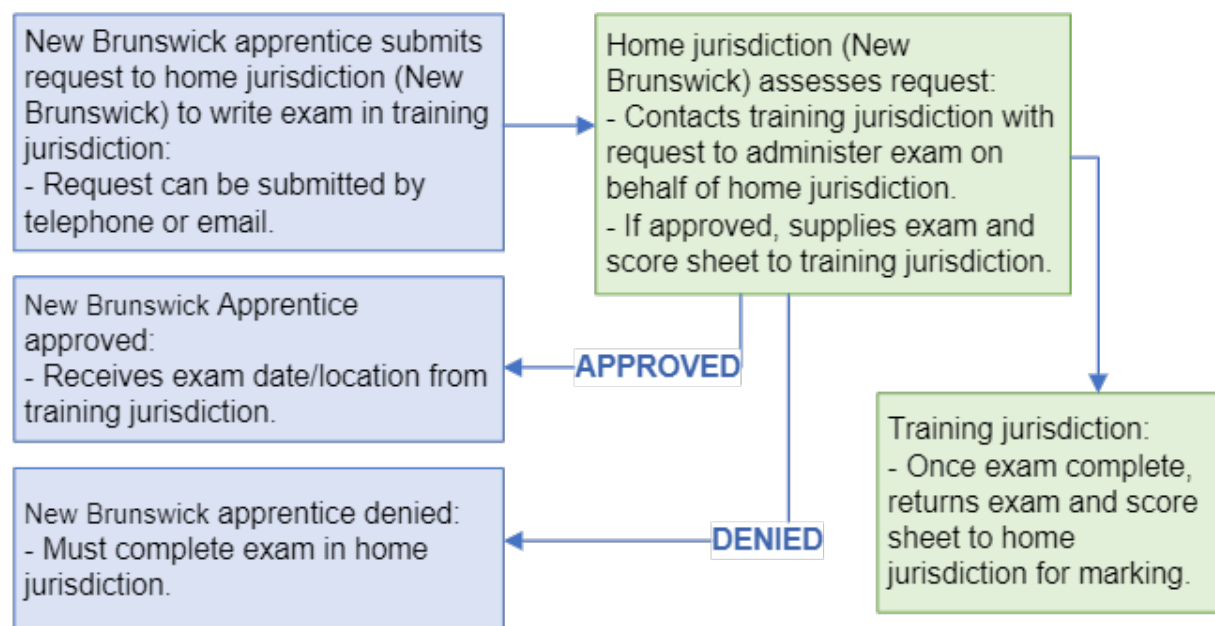 New Brunswick apprentice submits
request to home jurisdiction (New
Brunswick) to write exam in training
jurisdiction:
- Request can be submitted by
telephone or email.
Home jurisdiction (New
Brunswick) assesses request:
- Contacts training jurisdiction with
request to administer exam on
behalf of home jurisdiction.
- If approved, supplies exam and
score sheet to training jurisdiction.
New Brunswick Apprentice
approved:
- Receives exam date/location from
training jurisdiction.
APPROVED
New Brunswick apprentice denied:
- Must complete exam in home
jurisdiction.
DENIED
Training jurisdiction:
- Once exam complete,
returns exam and score
sheet to home
jurisdiction for marking.